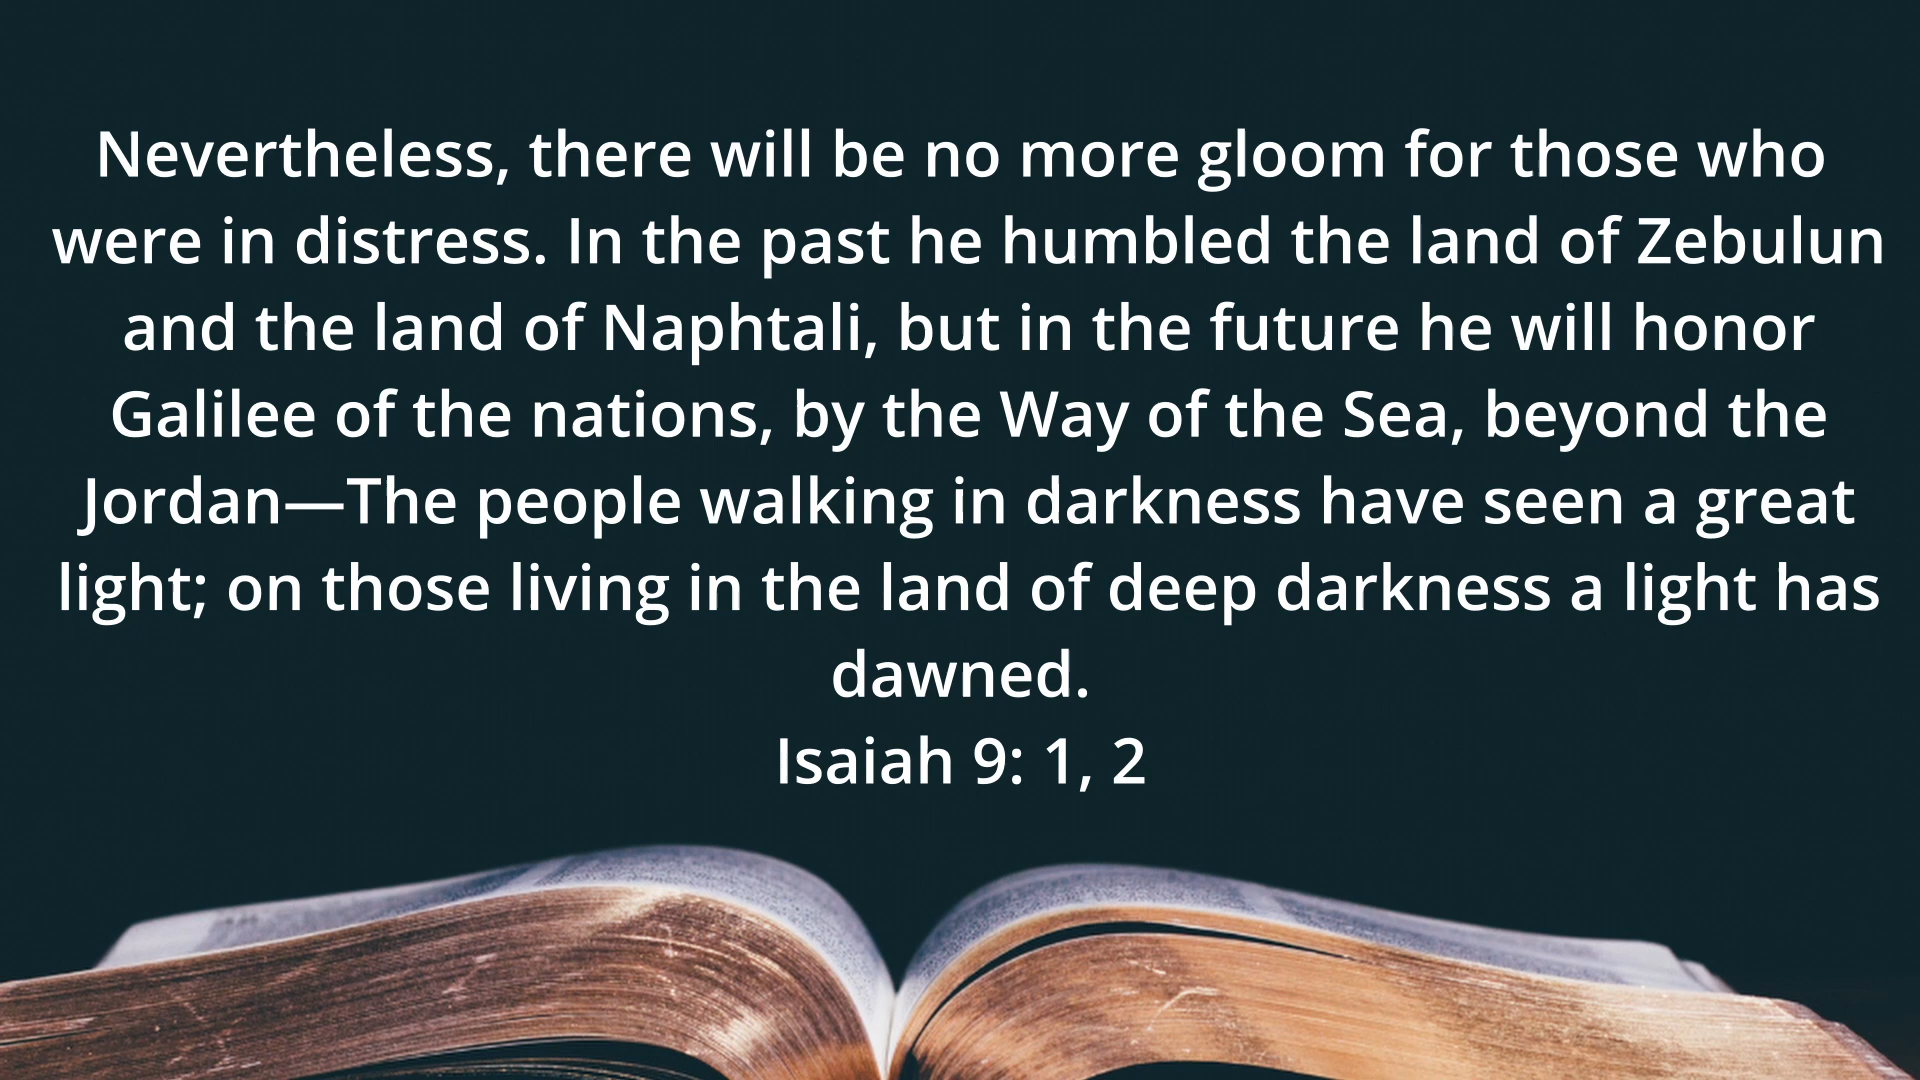 Nevertheless, there will be no more gloom for those who
were in distress. In the past he humbled the land of Zebulun
and the land of Naphtali, but in the future he will honor
Galilee of the nations, by the Way of the Sea, beyond the
Jordan—The people walking in darkness have seen a great
light; on those living in the land of deep darkness a light has
dawned.
Isaiah 9: 1, 2